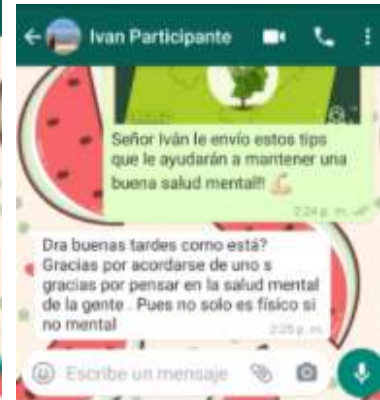 Ivan Participante
Señor Iván le envío estos tips
que le ayudarán a mantener una
buena salud mental!!
2:24 p. m.
Dra buenas tardes como está?
Gracias por acordarse de uno s
gracias por pensar en la salud mental
de la gente . Pues no solo es físico si
no mental
2:25 p. m.
Escribe un mensaje